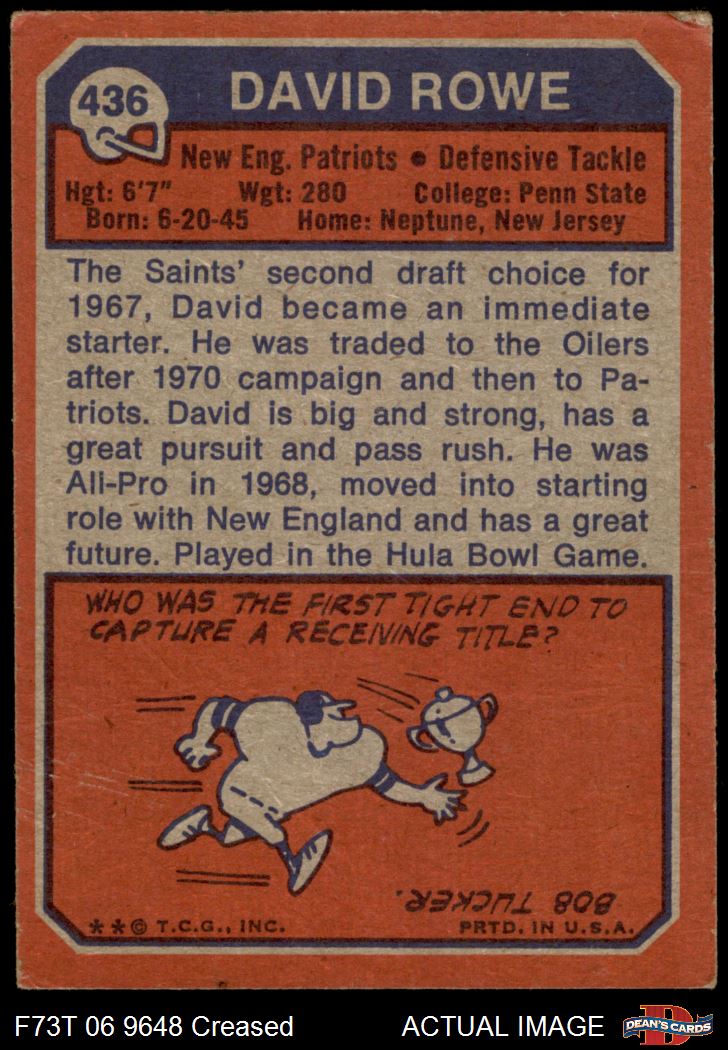 436
DAVID ROWE
New Eng. Patriots • Defensive Tackle
Hgt: 6'7" Wgt: 280 College: Penn State
Born: 6-20-45 Home: Neptune, New Jersey
The Saints' second draft choice for
1967, David became an immediate
starter. He was traded to the Oilers
after 1970 campaign and then to Pa-
triots. David is big and strong, has a
great pursuit and pass rush. He was
All-Pro in 1968, moved into starting
role with New England and has a great
future. Played in the Hula Bowl Game.
WHO WAS THE FIRST TIGHT END TO
CAPTURE A RECEIVING TITLE?
BOB TUCKER.
**© T.C.G., INC. PRTD. IN U.S.A.
F73T 06 9648 Creased ACTUAL IMAGE
D
DEAN'S CARDS